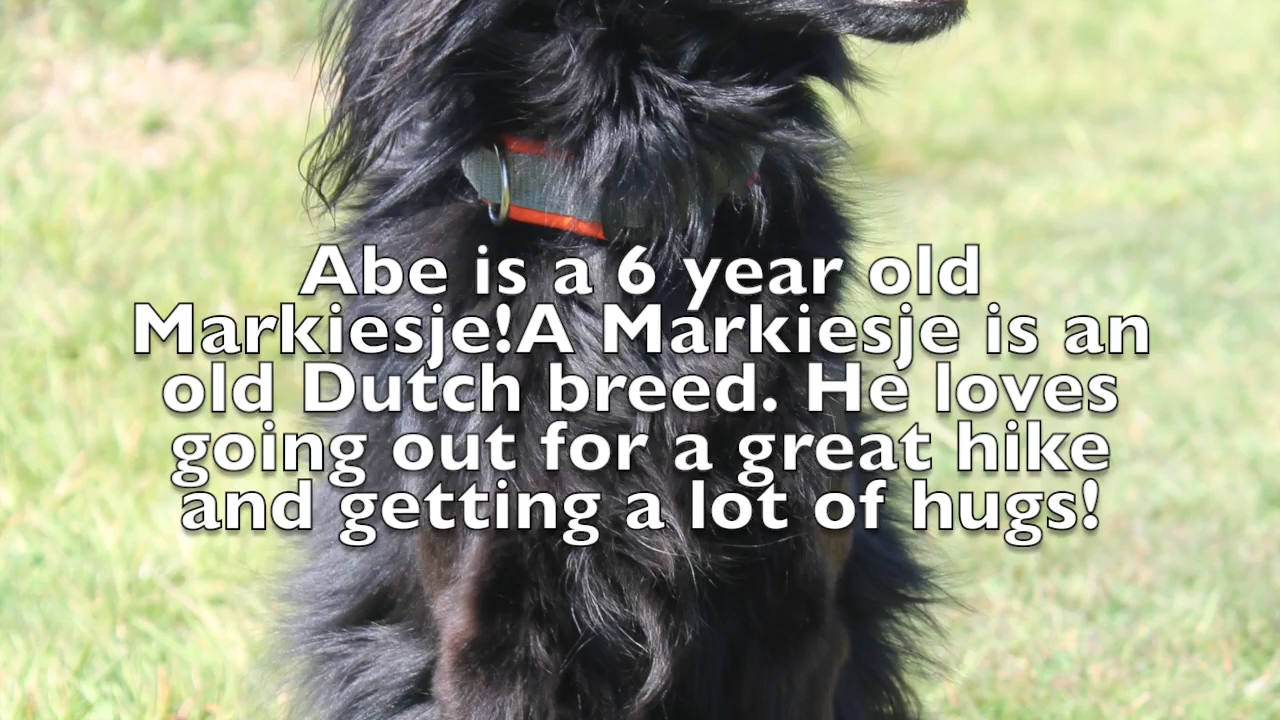 Abe is a 6 year old
Markiesje!A Markiesje is an
old Dutch breed. He loves
going out for a great hike
and getting a lot of hugs!